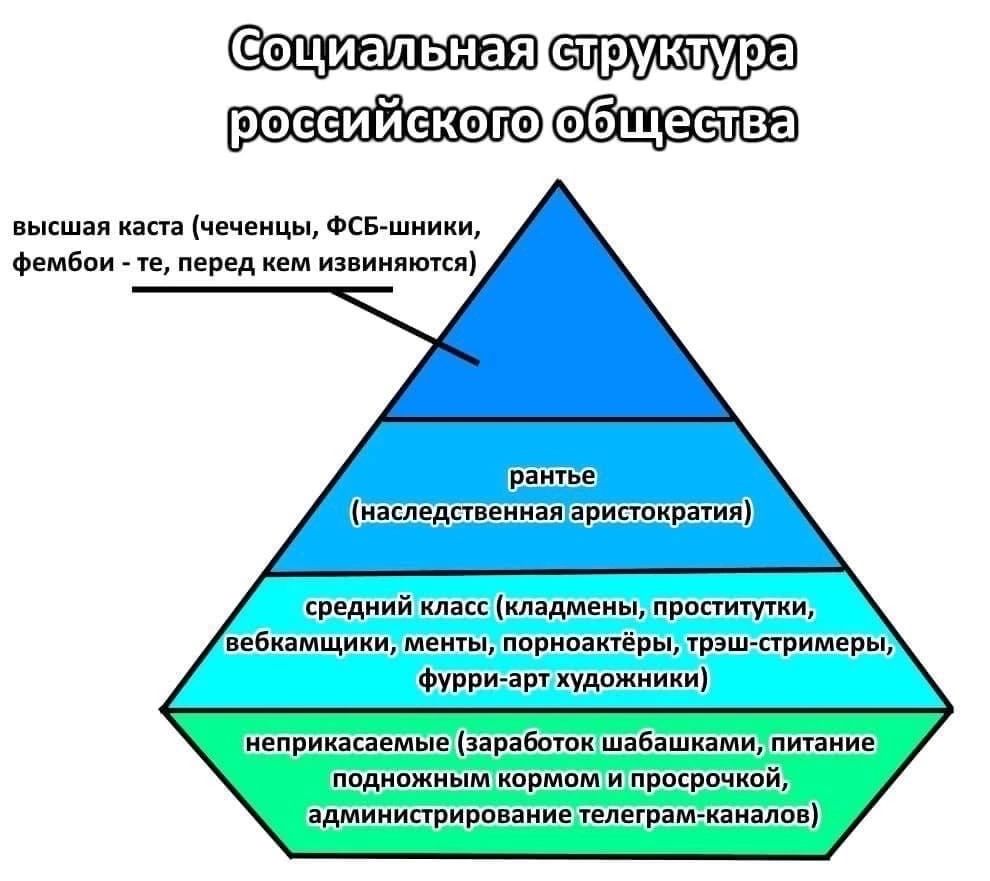 Социальная структура
российского общества
высшая каста (чеченцы, ФСБ-шники,
фембои - те, перед кем извиняются)
рантье
(наследственная аристократия)
средний класс (кладмены, проститутки,
вебкамщики, менты, порноактёры, трэш-стримеры,
фурри-арт художники)
неприкасаемые (заработок шабашками, питание
подножным кормом и просрочкой,
администрирование телеграм-каналов)